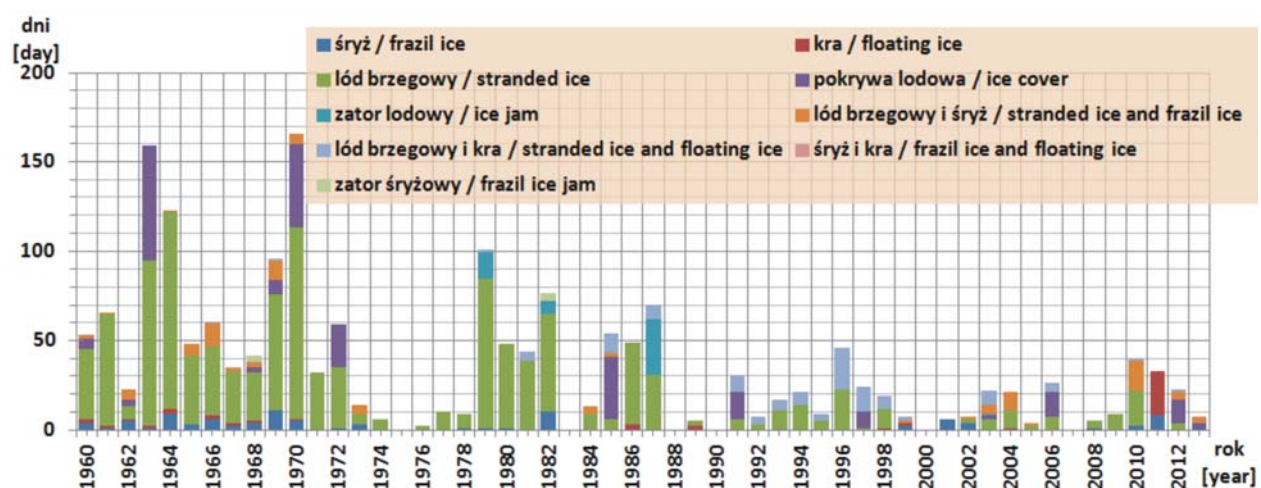 dni
[day]
śryż / frazil ice
kra / floating ice
lód brzegowy / stranded ice
pokrywa lodowa / ice cover
zator lodowy / ice jam
lód brzegowy i śryż / stranded ice and frazil ice
lód brzegowy i kra / stranded ice and floating ice
śryż i kra / frazil ice and floating ice
zator śryżowy / frazil ice jam
200
150
100
50
0
1960
1962
1964
1966
1968
1970
1972
1974
1976
1978
1980
1982
1984
1986
1988
1990
1992
1994
1996
1998
2000
2002
2004
2006
2008
2010
2012
rok
[year]